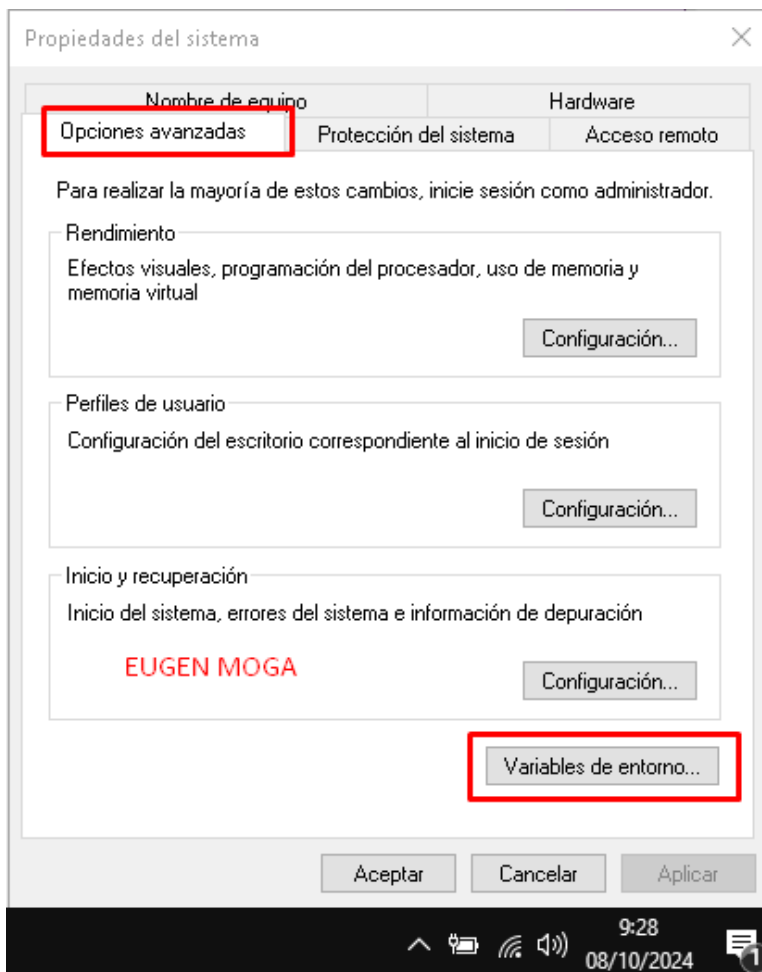 Propiedades del sistema
Nombre de equipo
Hardware
Opciones avanzadas
Protección del sistema
Acceso remoto
Para realizar la mayoría de estos cambios, inicie sesión como administrador.
Rendimiento
Efectos visuales, programación del procesador, uso de memoria y
memoria virtual
Configuración...
Perfiles de usuario
Configuración del escritorio correspondiente al inicio de sesión
Configuración...
Inicio y recuperación
Inicio del sistema, errores del sistema e información de depuración
EUGEN MOGA
Configuración...
Variables de entorno...
Aceptar
Cancelar
Aplicar
9:28
08/10/2024
1